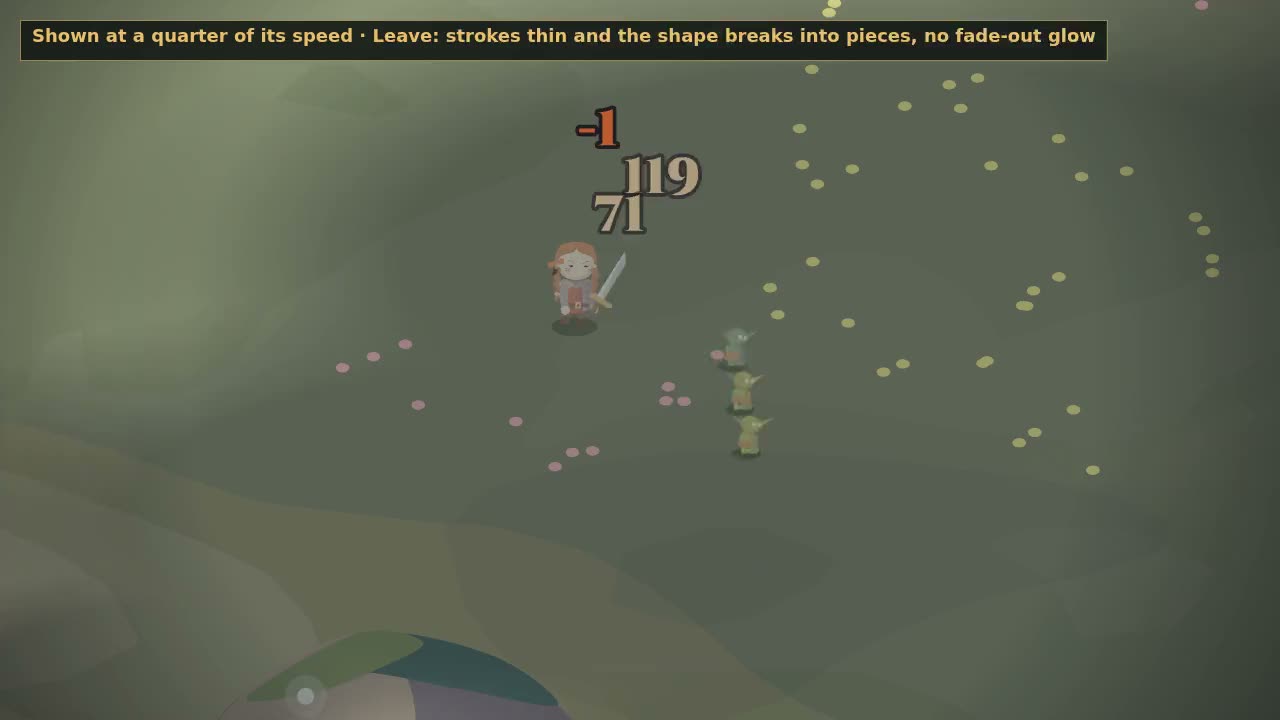 Shown at a quarter of its speed · Leave: strokes thin and the shape breaks into pieces, no fade-out glow
-1
119
71